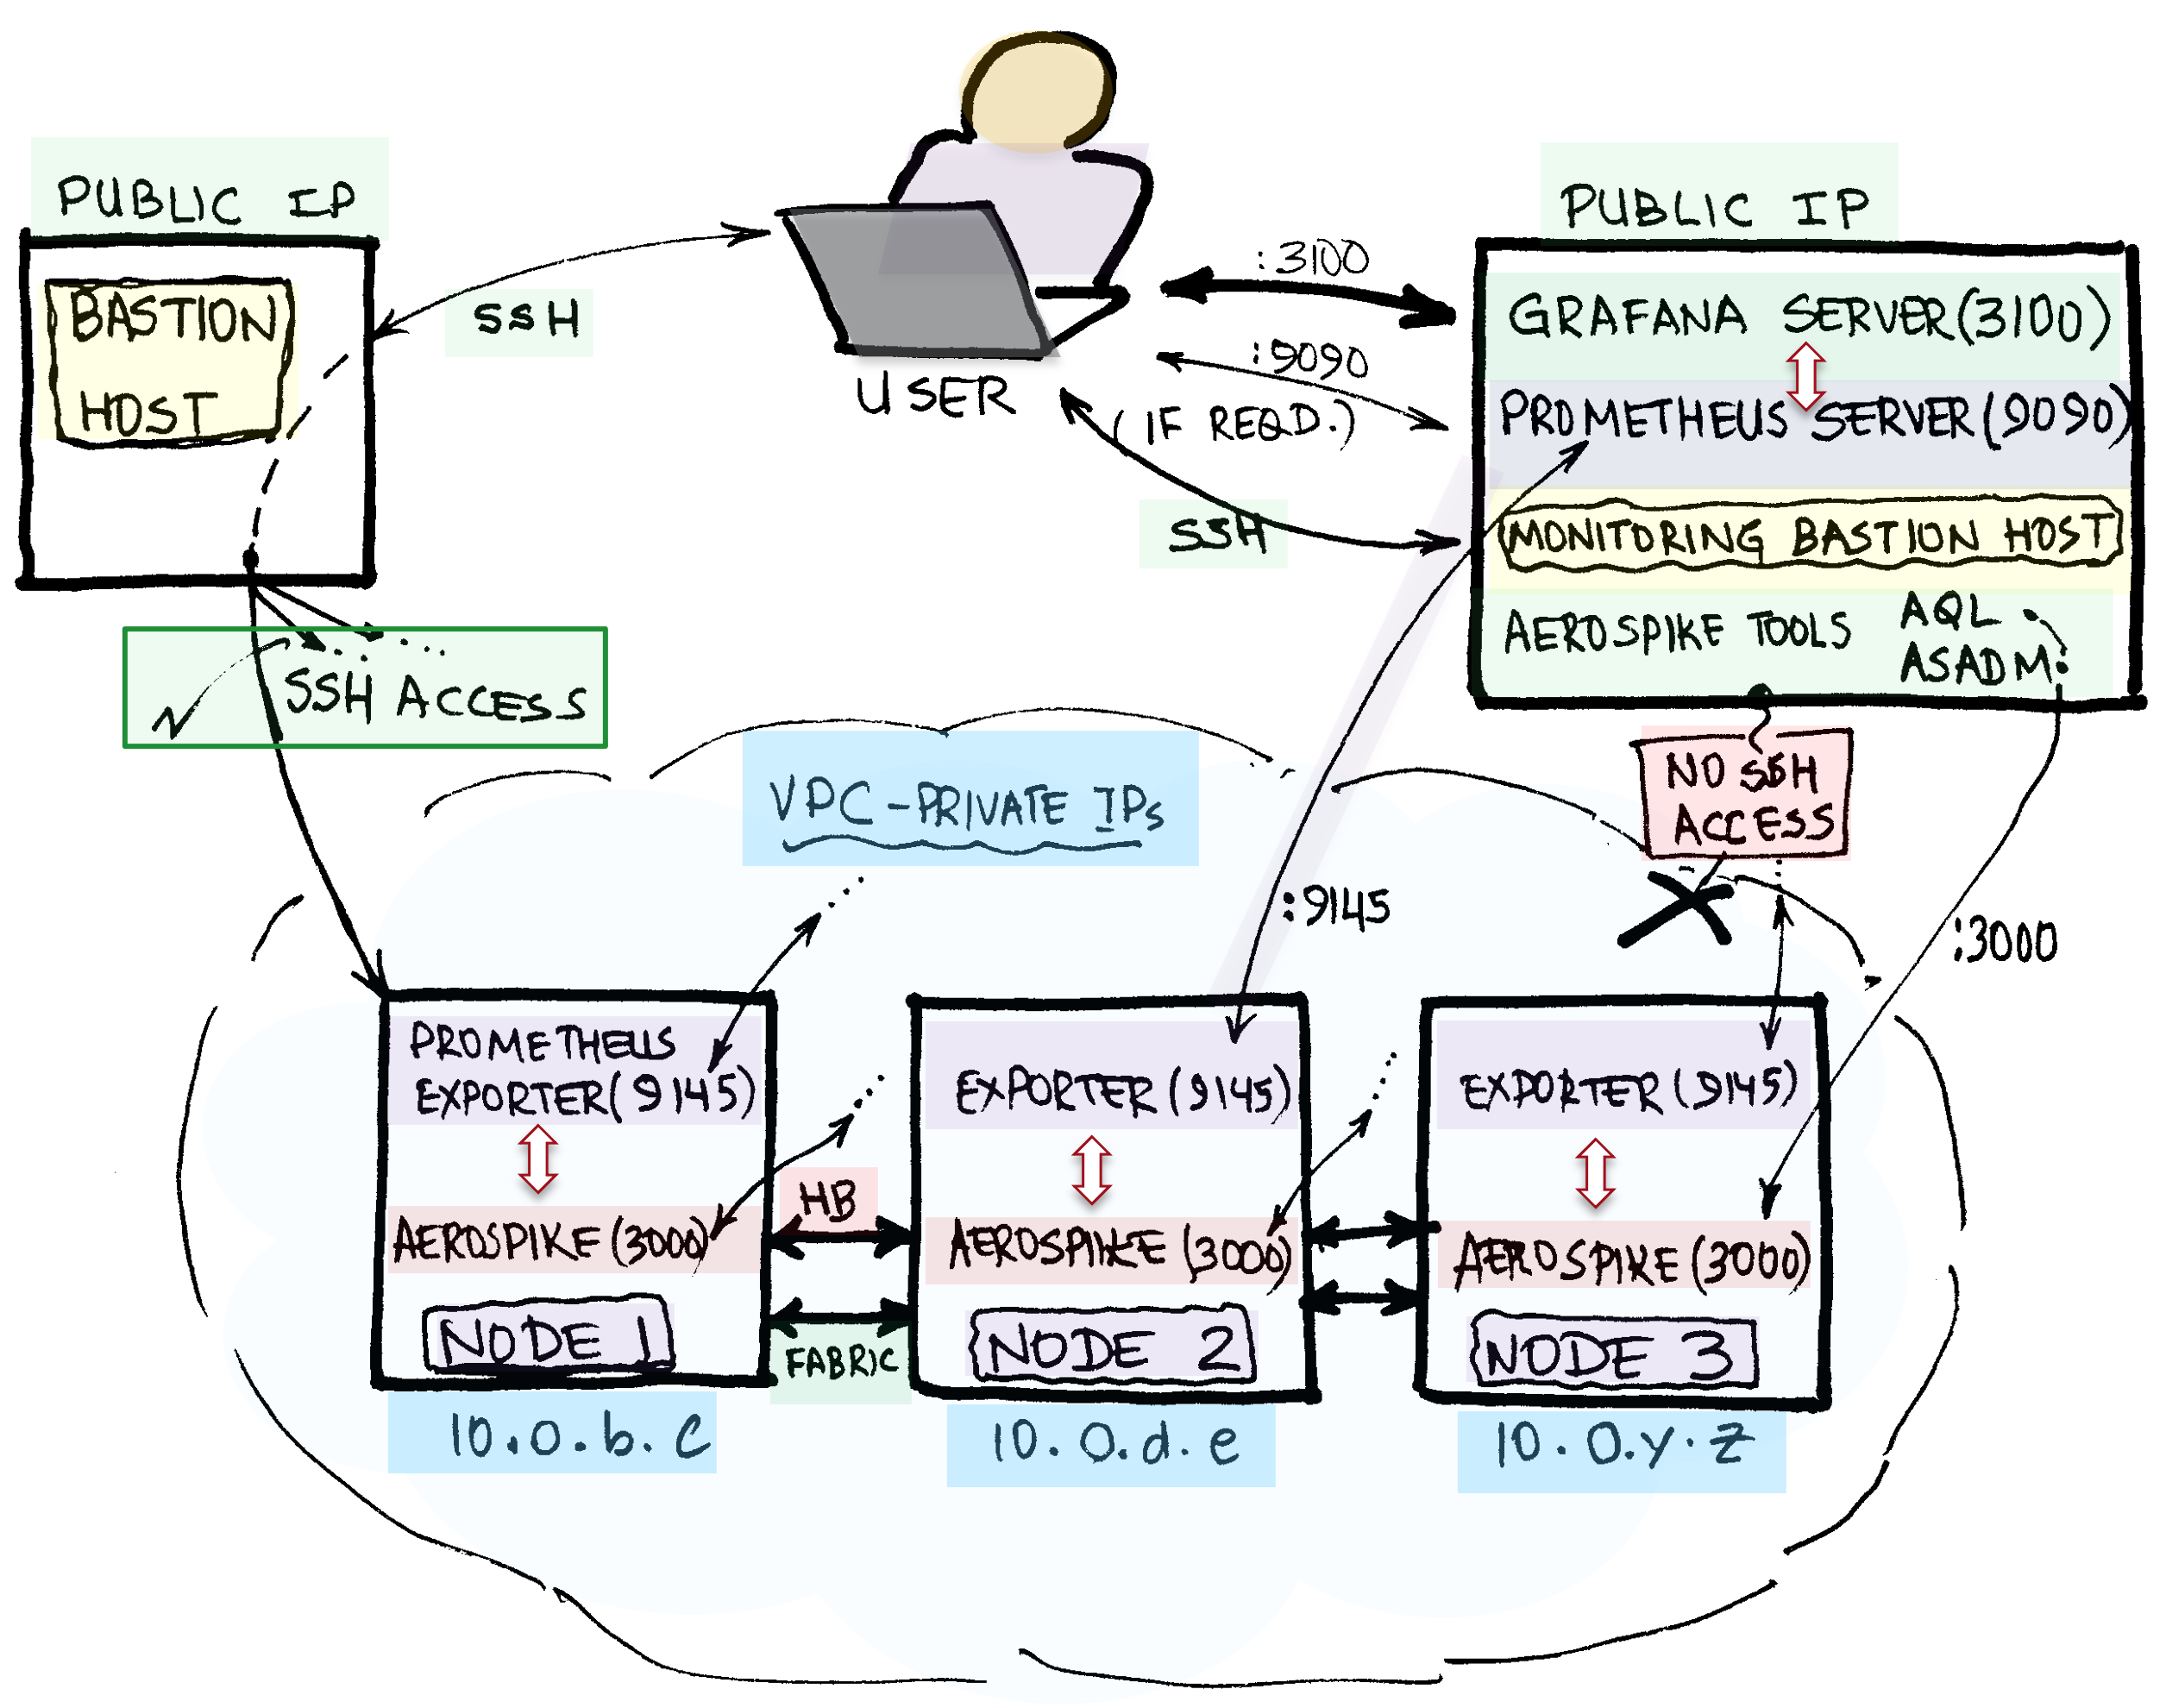 PUBLIC IP
BASTION
HOST
SSH
USER
:3100
:9090
(IF REQD.)
SSH
PUBLIC IP
GRAFANA SERVER(3100)
PROMETHEUS SERVER(9090)
MONITORING BASTION HOST
AEROSPIKE TOOLS
AQL
ASADM
SSH ACCESS
VPC-PRIVATE IPs
NO SSH
ACCESS
:9145
:3000
PROMETHEUS
EXPORTER(9145)
AEROSPIKE(3000)
NODE 1
10.0.b.c
HB
FABRIC
EXPORTER(9145)
AEROSPIKE(3000)
NODE 2
10.0.d.e
EXPORTER(9145)
AEROSPIKE(3000)
NODE 3
10.0.y.z